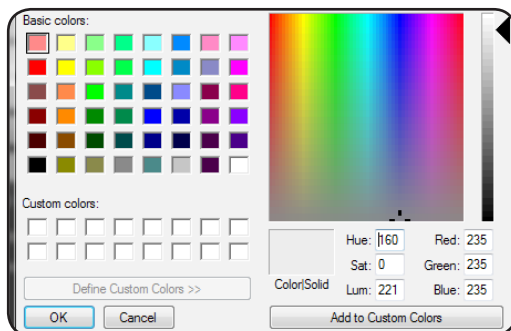 Basic colors:
Custom colors:
Define Custom Colors >>
OK Cancel
Color|Solid
Hue: 160 Red: 235
Sat: 0 Green: 235
Lum: 221 Blue: 235
Add to Custom Colors